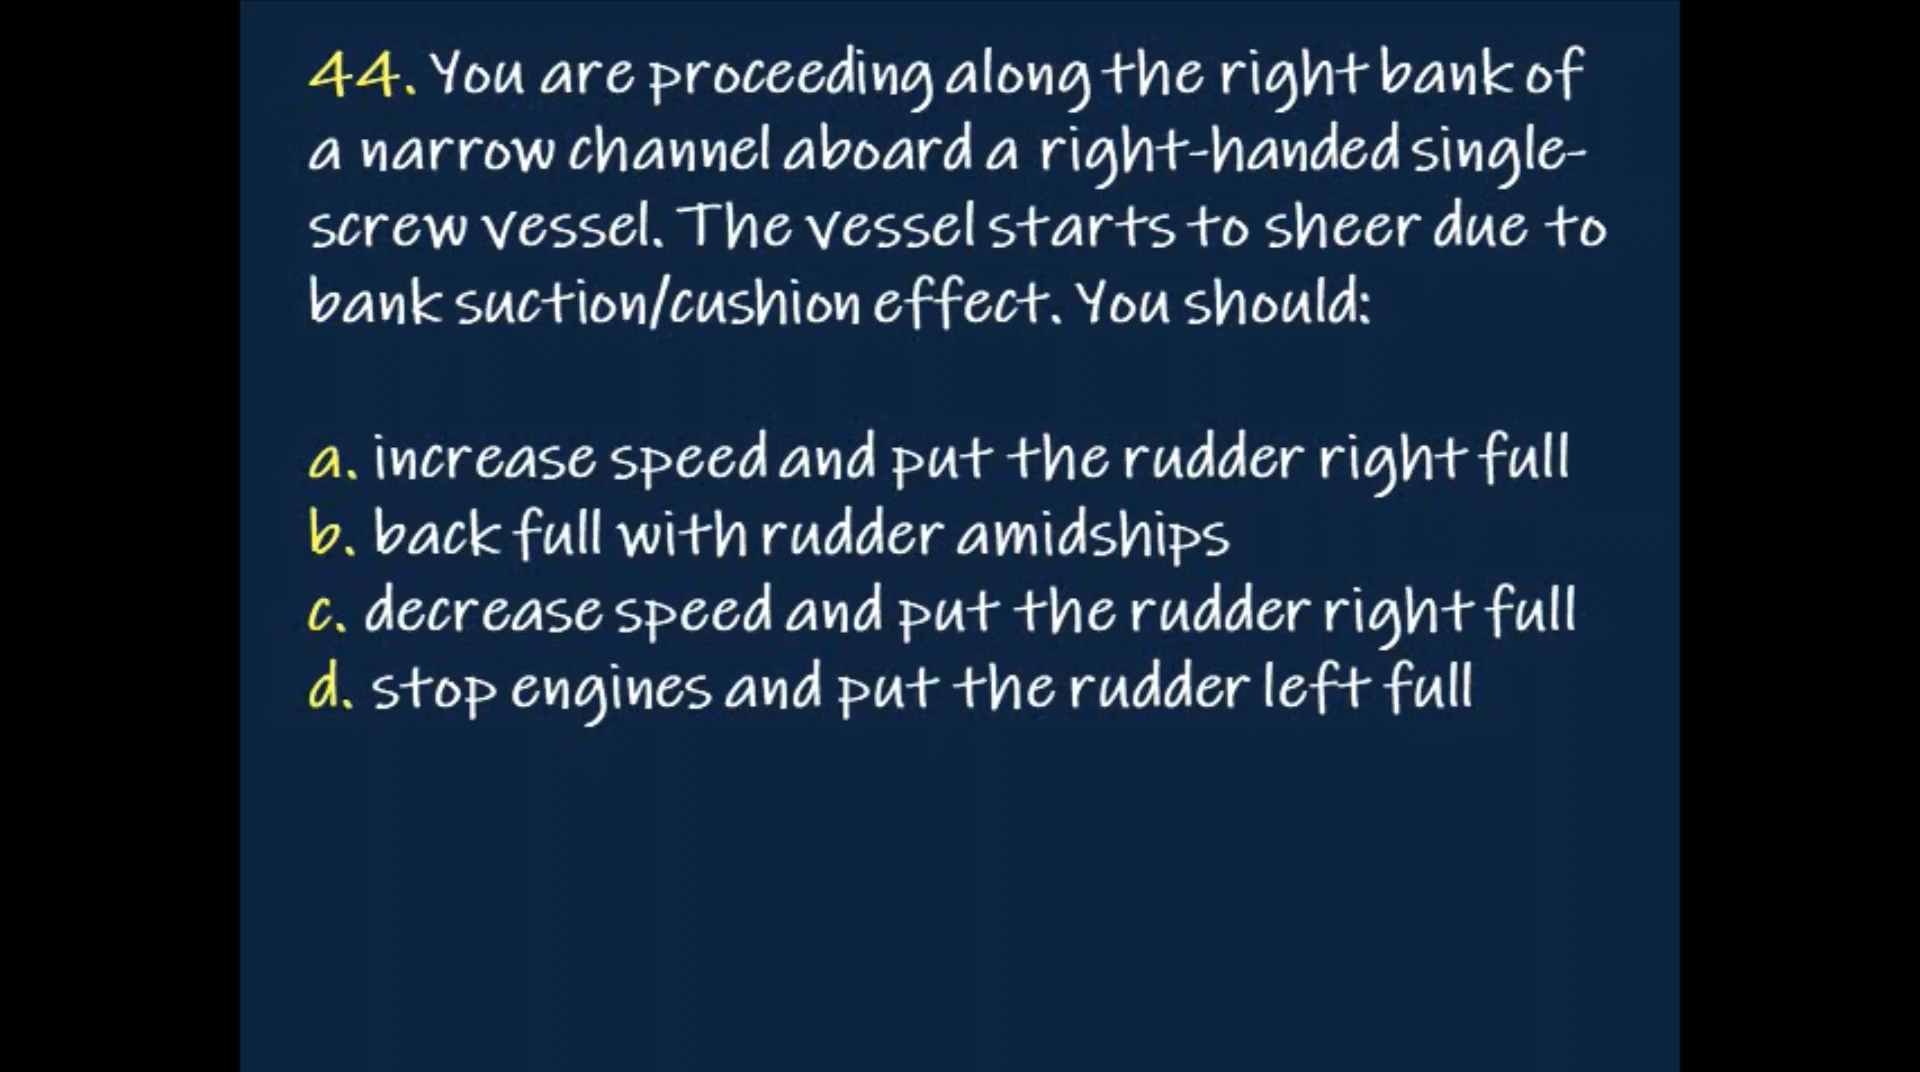 44. You are proceeding along the right bank of
a narrow channel aboard a right-handed single-
screw vessel. The vessel starts to sheer due to
bank suction/cushion effect. You should:
a. increase speed and put the rudder right full
b. back full with rudder amidships
c. decrease speed and put the rudder right full
d. stop engines and put the rudder left full